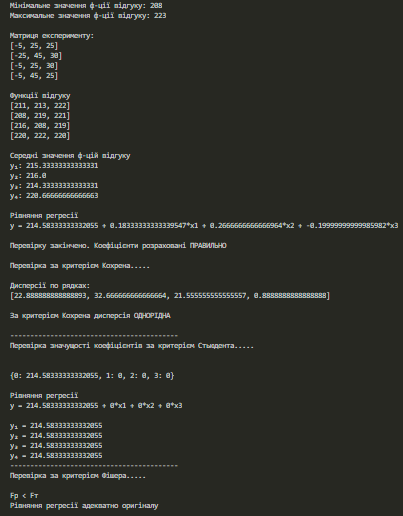 Мінімальне значення ф-ції відгуку: 208
Максимальне значення ф-ції відгуку: 223
Матриця експерименту:
[-5, 25, 25]
[-25, 45, 30]
[-5, 25, 30]
[-5, 45, 25]
Функції відгуку
[211, 213, 222]
[208, 219, 221]
[216, 208, 219]
[220, 222, 220]
Середні значення ф-цій відгуку
y₁: 215.33333333333331
y₂: 216.0
y₃: 214.33333333333331
y₄: 220.66666666666663
Рівняння регресії
y = 214.58333333332055 + 0.18333333333339547*x1 + 0.2666666666666964*x2 + -0.19999999999985982*x3
Перевірку закінчено. Коефіцієнти розраховані ПРАВИЛЬНО
Перевірка за критерієм Кохрена.....
Дисперсії по рядках:
[22.888888888888893, 32.666666666666664, 21.555555555555557, 0.8888888888888888]
За критерієм Кохрена дисперсія ОДНОРІДНА
------------------------------------------
Перевірка значущості коефіцієнтів за критерієм Стьюдента.....
{0: 214.58333333332055, 1: 0, 2: 0, 3: 0}
Рівняння регресії
y = 214.58333333332055 + 0*x1 + 0*x2 + 0*x3
y₁ = 214.58333333332055
y₂ = 214.58333333332055
y₃ = 214.58333333332055
y₄ = 214.58333333332055
------------------------------------------
Перевірка за критерієм Фішера.....
Fp < Fт
Рівняння регресії адекватно оригіналу